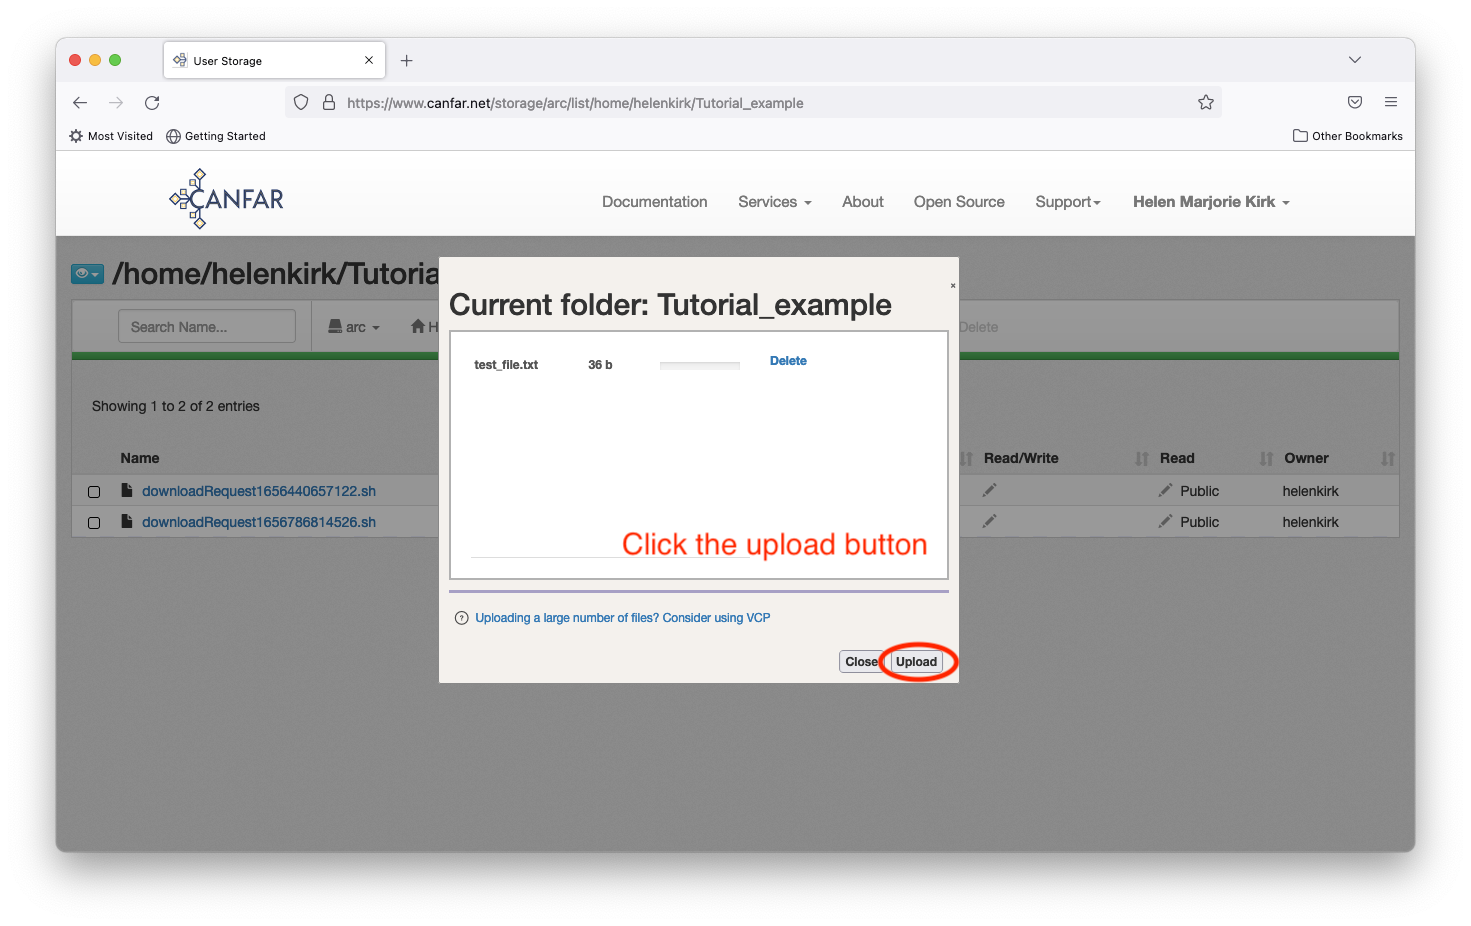 User Storage
https://www.canfar.net/storage/arc/list/home/helenkirk/Tutorial_example
Most Visited Getting Started Other Bookmarks
CANFAR Documentation Services About Open Source Support Helen Marjorie Kirk
/home/helenkirk/Tutoria
Current folder: Tutorial_example
Search Name... arc H Delete
test_file.txt 36 b Delete
Showing 1 to 2 of 2 entries
Name Read/Write Read Owner
downloadRequest1656440657122.sh Public helenkirk
downloadRequest1656786814526.sh Public helenkirk
Click the upload button
Uploading a large number of files? Consider using VCP
Close Upload